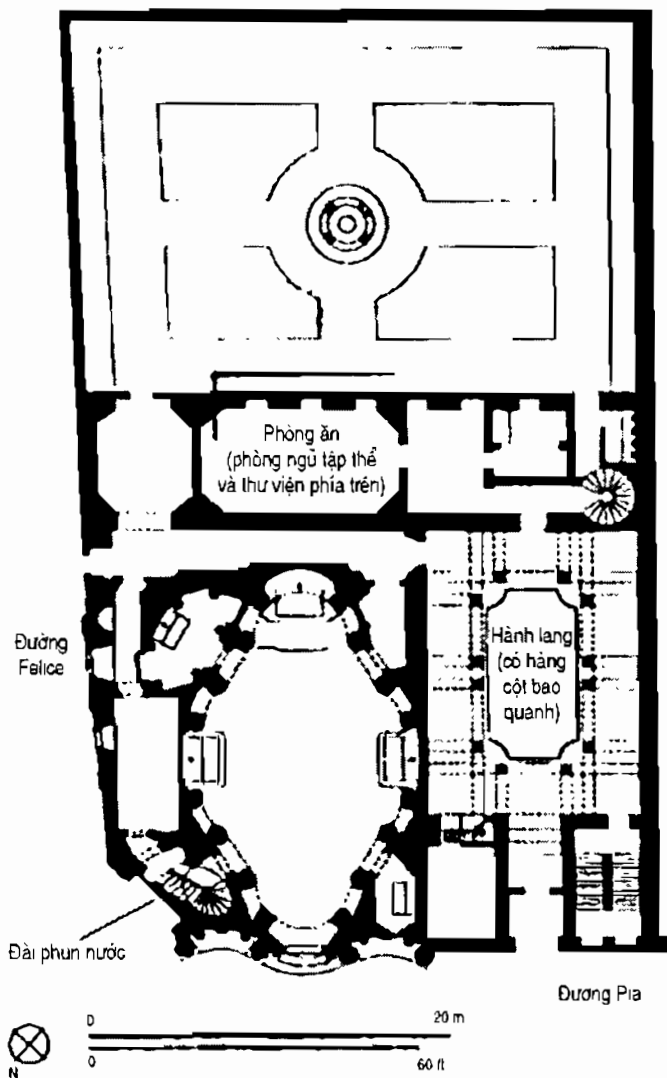 Phòng ăn
(phòng ngủ tập thể
và thư viện phía trên)
Đường
Felice
Hành lang
(có hàng
cột bao
quanh)
Đài phun nước
Đương Pia
D 20 m
0 60 ft
N